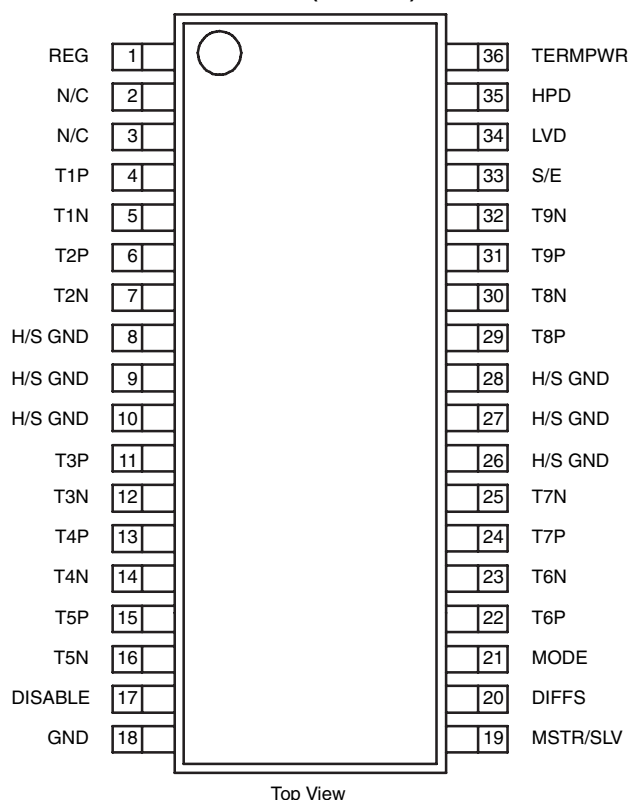 REG 1 36 TERMPWR
N/C 2 35 HPD
N/C 3 34 LVD
T1P 4 33 S/E
T1N 5 32 T9N
T2P 6 31 T9P
T2N 7 30 T8N
H/S GND 8 29 T8P
H/S GND 9 28 H/S GND
H/S GND 10 27 H/S GND
T3P 11 26 H/S GND
T3N 12 25 T7N
T4P 13 24 T7P
T4N 14 23 T6N
T5P 15 22 T6P
T5N 16 21 MODE
DISABLE 17 20 DIFFS
GND 18 19 MSTR/SLV
Top View